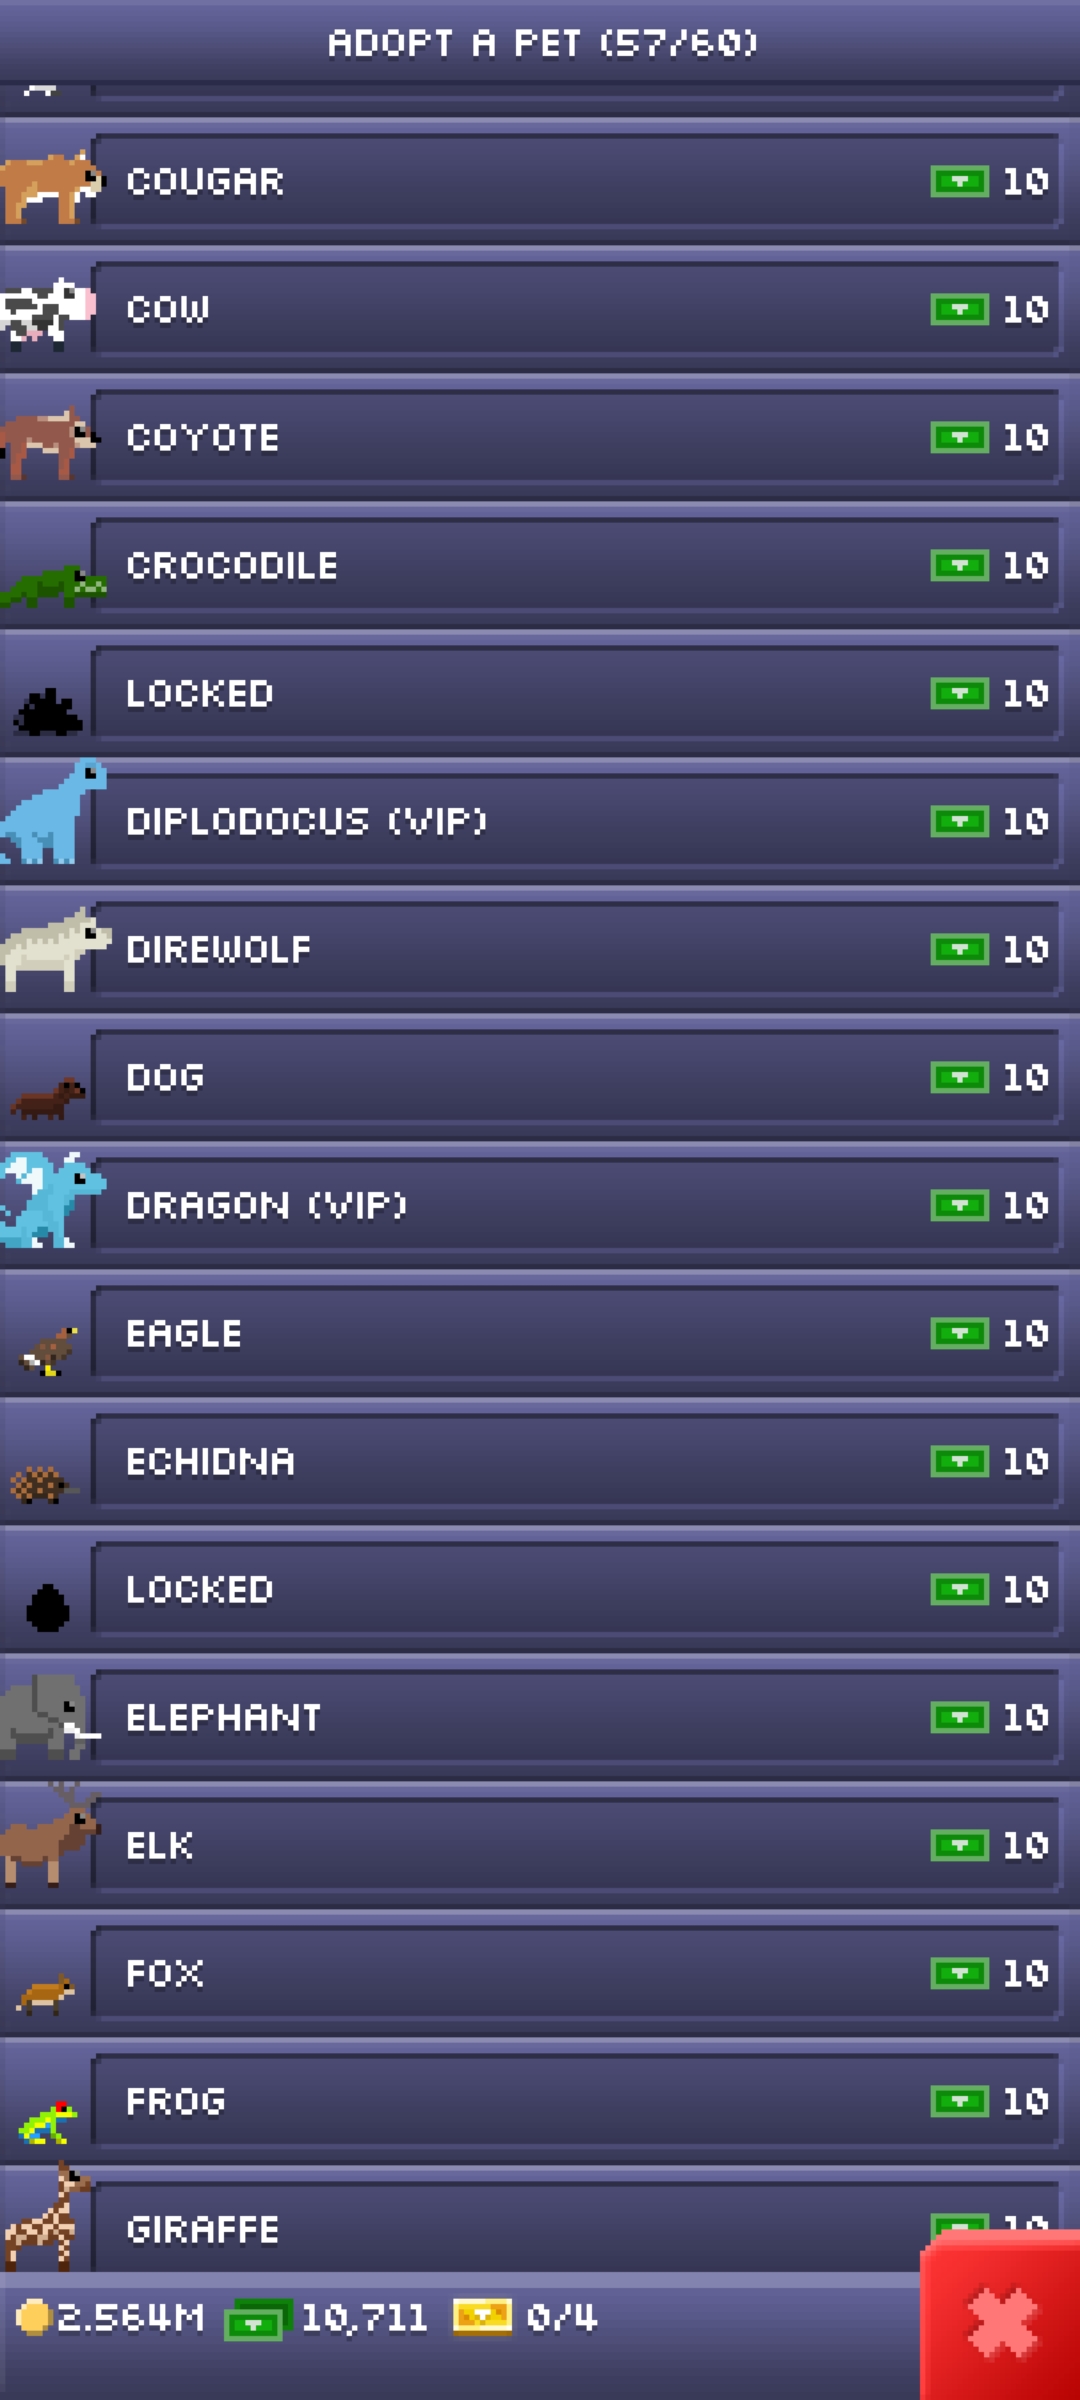 ADOPT A PET (57/60)
COUGAR 10
COW 10
COYOTE 10
CROCODILE 10
LOCKED 10
DIPLODOCUS (VIP) 10
DIREWOLF 10
DOG 10
DRAGON (VIP) 10
EAGLE 10
ECHIDNA 10
LOCKED 10
ELEPHANT 10
ELK 10
FOX 10
FROG 10
GIRAFFE 10
2.564M 10,711 0/4